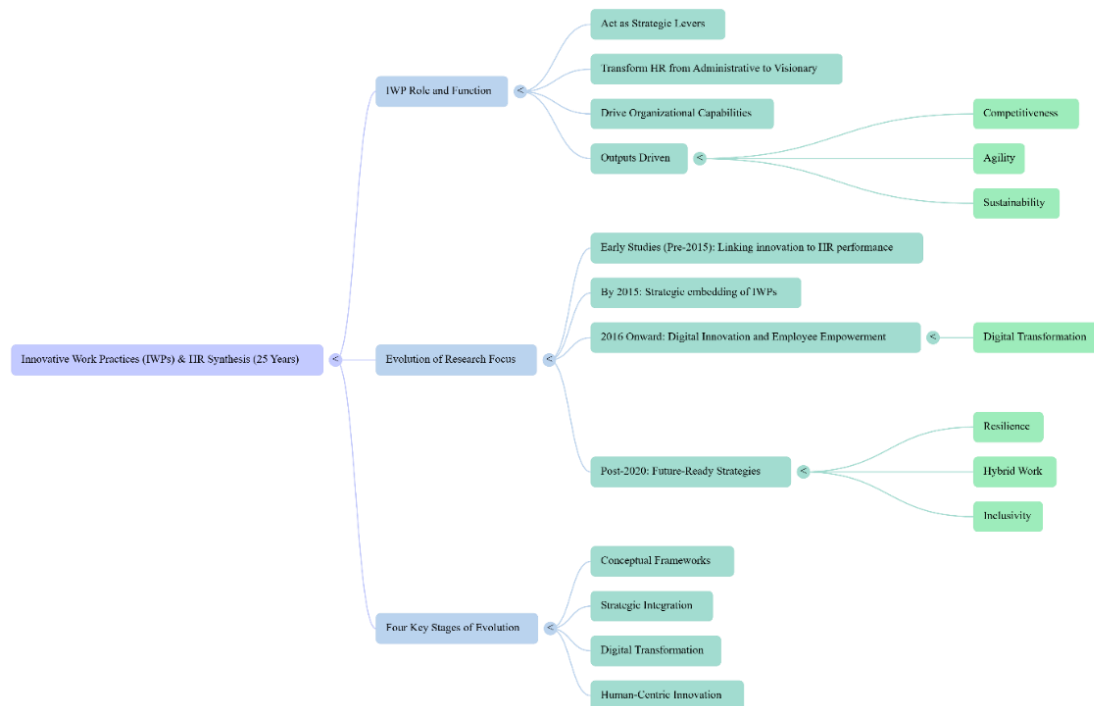 Act as Strategic Levers
Transform HR from Administrative to Visionary
IWP Role and Function
<
Drive Organizational Capabilities
Competitiveness
Outputs Driven
<
Agility
Sustainability
Early Studies (Pre-2015): Linking innovation to HR performance
By 2015: Strategic embedding of IWPs
2016 Onward: Digital Innovation and Employee Empowerment
<
Digital Transformation
Innovative Work Practices (IWPs) & HR Synthesis (25 Years)
<
Evolution of Research Focus
<
Resilience
Post-2020: Future-Ready Strategies
<
Hybrid Work
Inclusivity
Conceptual Frameworks
Strategic Integration
Four Key Stages of Evolution
<
Digital Transformation
Human-Centric Innovation